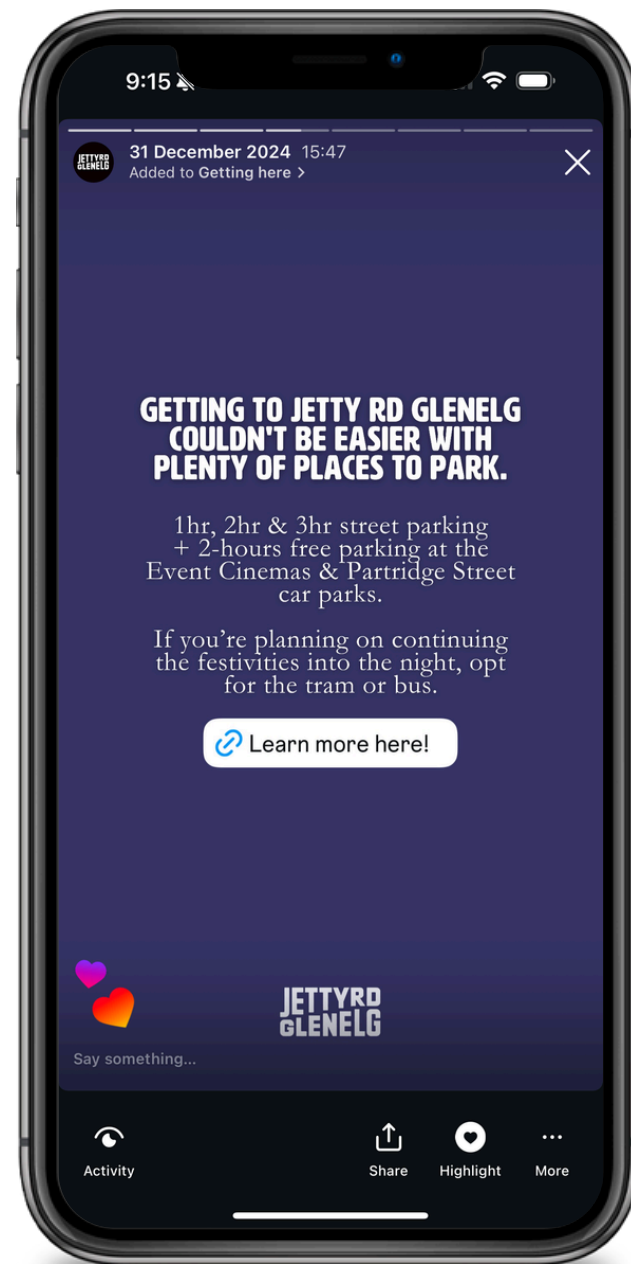 9:15
JETTYRD
GLENELG
31 December 2024 15:47
Added to Getting here >
GETTING TO JETTY RD GLENELG
COULDN'T BE EASIER WITH
PLENTY OF PLACES TO PARK.
1hr, 2hr & 3hr street parking
+ 2-hours free parking at the
Event Cinemas & Partridge Street
car parks.
If you’re planning on continuing
the festivities into the night, opt
for the tram or bus.
Learn more here!
JETTYRD
GLENELG
Say something...
Activity
Share
Highlight
More